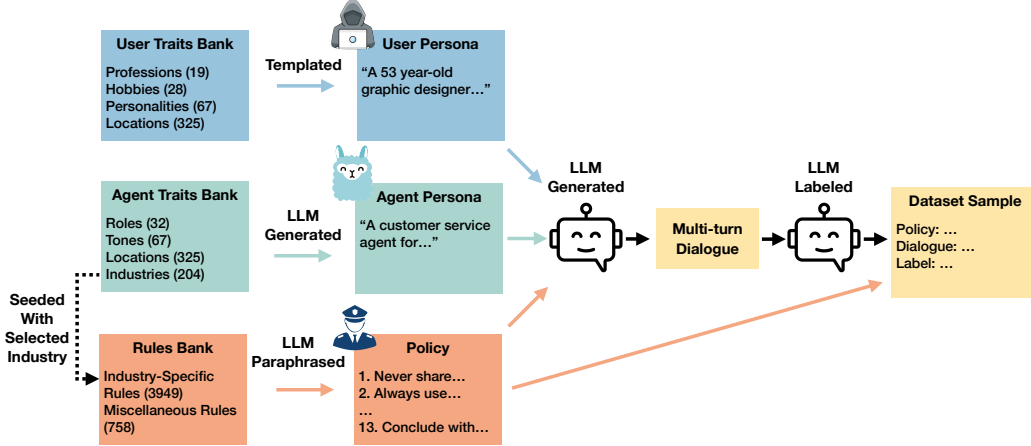 User Traits Bank
Professions (19)
Hobbies (28)
Personalities (67)
Locations (325)
Templated
User Persona
“A 53 year-old
graphic designer…”
Agent Traits Bank
Roles (32)
Tones (67)
Locations (325)
Industries (204)
LLM
Generated
Agent Persona
“A customer service
agent for…”
Seeded
With
Selected
Industry
Rules Bank
Industry-Specific
Rules (3949)
Miscellaneous Rules
(758)
LLM
Paraphrased
Policy
1. Never share…
2. Always use…
…
13. Conclude with…
LLM
Generated
Multi-turn
Dialogue
LLM
Labeled
Dataset Sample
Policy: …
Dialogue: …
Label: …